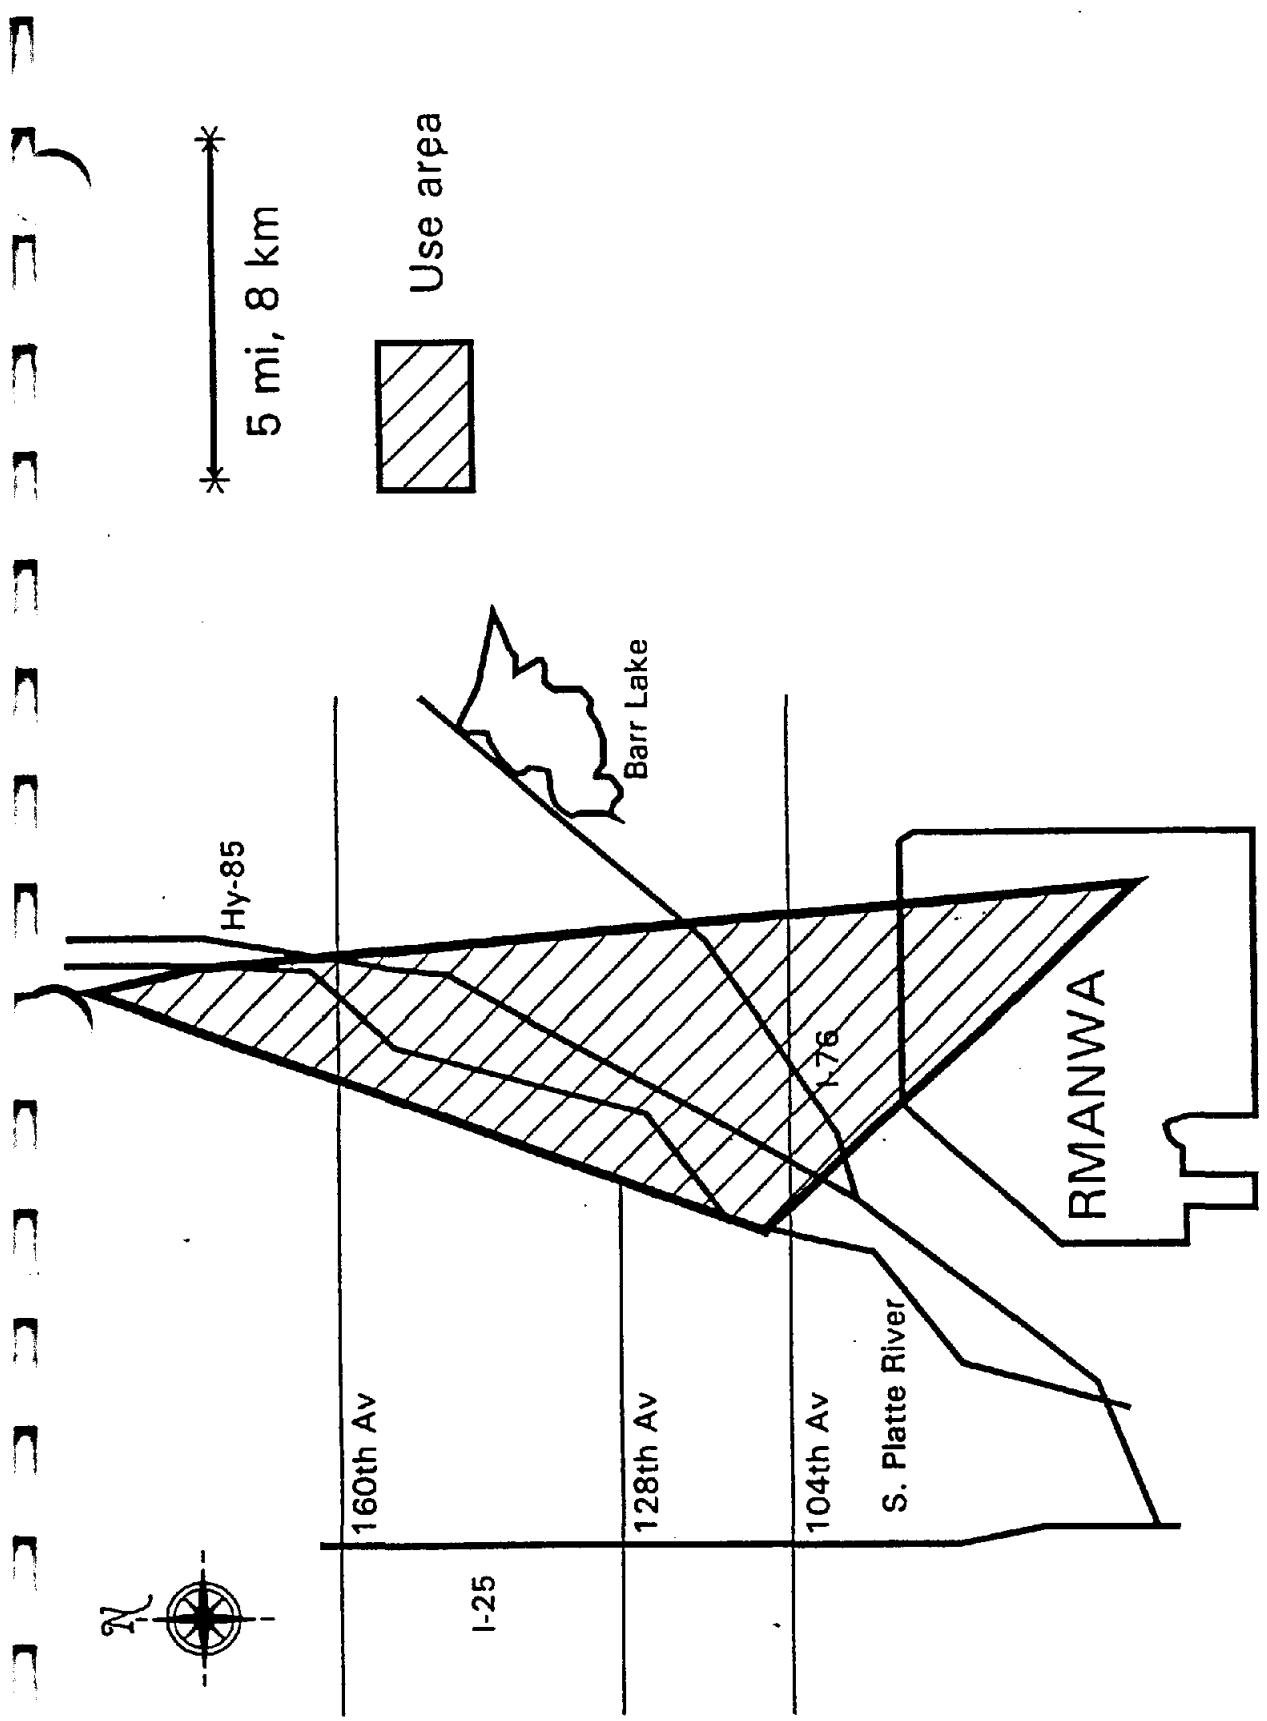 N
5 mi, 8 km
Use area
Hy-85
160th Av
I-25
128th Av
Barr Lake
104th Av
I-76
S. Platte River
RMANWA